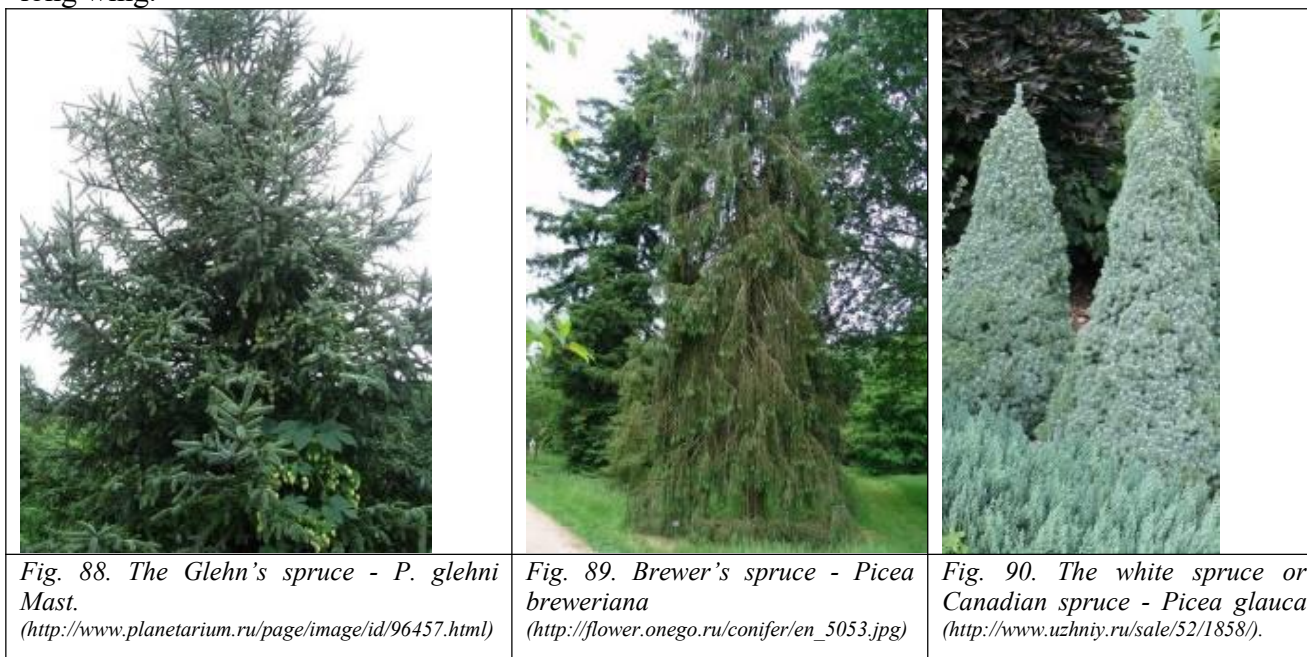 long wing.
Fig. 88. The Glehn's spruce - P. glehni
Mast.
(http://www.planetarium.ru/page/image/id/96457.html)
Fig. 89. Brewer's spruce - Picea
breweriana
(http://flower.onego.ru/conifer/en_5053.jpg)
Fig. 90. The white spruce or
Canadian spruce - Picea glauca
(http://www.uzhniy.ru/sale/52/1858/).